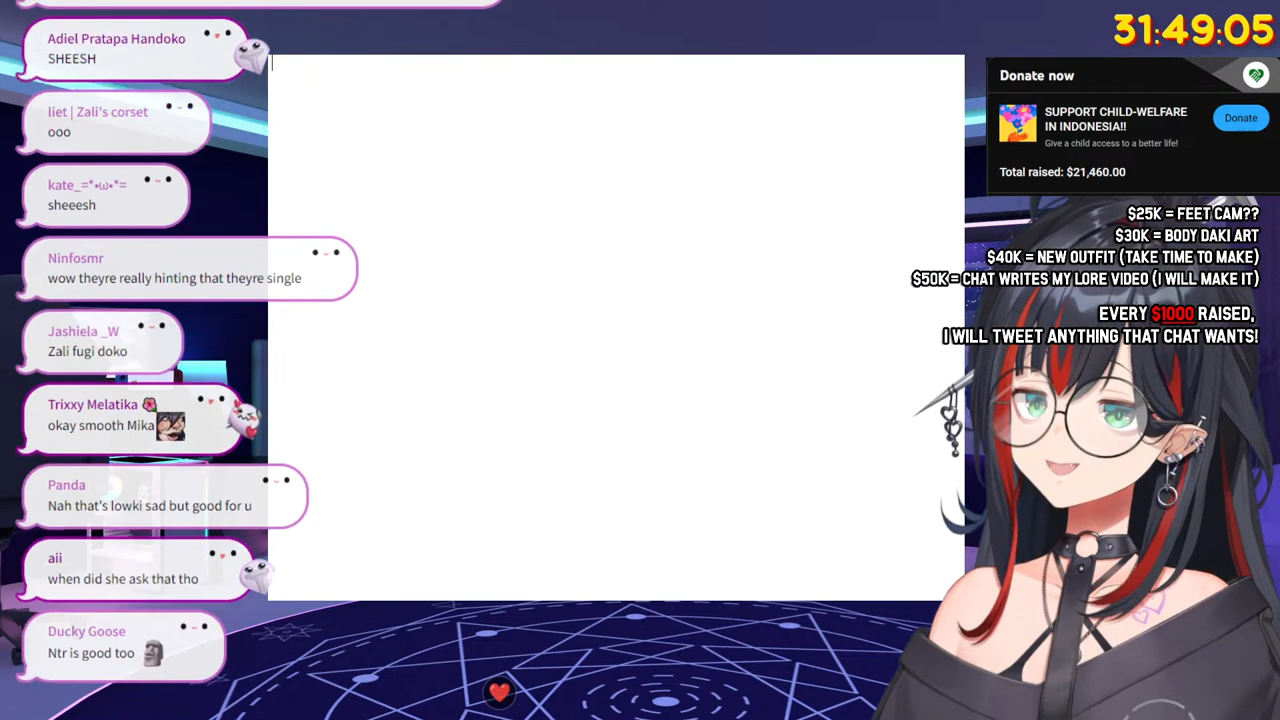 Adiel Pratapa Handoko
SHEESH
liet | Zali's corset
ooo
kate_=*•ω•*=
sheeesh
Ninfosmr
wow theyre really hinting that theyre single
Jashiela _W
Zali fugi doko
Trixxy Melatika
okay smooth Mika
Panda
Nah that's lowki sad but good for u
aii
when did she ask that tho
Ducky Goose
Ntr is good too
31:49:05
Donate now
SUPPORT CHILD-WELFARE
IN INDONESIA!!
Give a child access to a better life!
Donate
Total raised: $21,460.00
$25K = FEET CAM??
$30K = BODY DAKI ART
$40K = NEW OUTFIT (TAKE TIME TO MAKE)
$50K = CHAT WRITES MY LORE VIDEO (I WILL MAKE IT)
EVERY $1000 RAISED,
I WILL TWEET ANYTHING THAT CHAT WANTS!